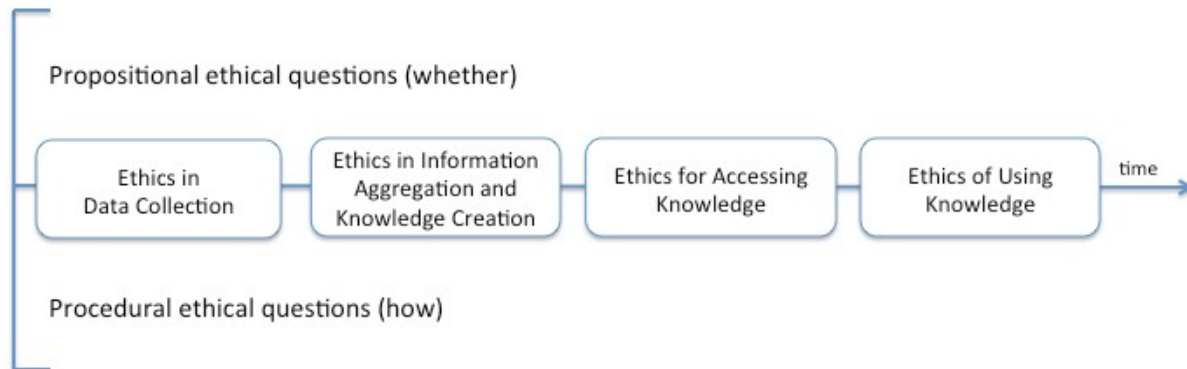 Propositional ethical questions (whether)
Ethics in
Data Collection
Ethics in Information
Aggregation and
Knowledge Creation
Ethics for Accessing
Knowledge
Ethics of Using
Knowledge
time
Procedural ethical questions (how)